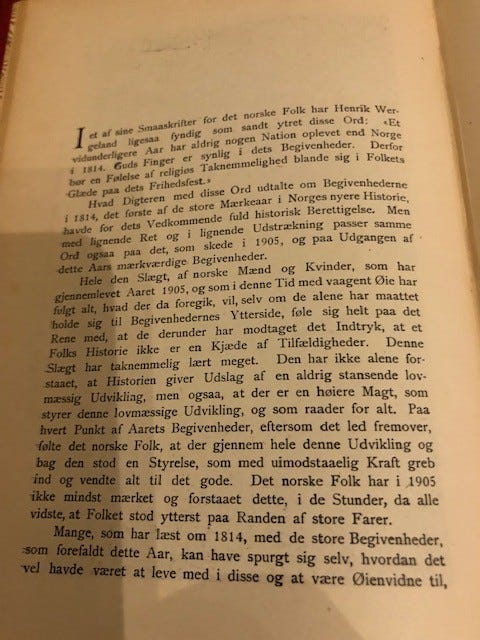 I et af sine Smaaskrifter for det norske Folk har Henrik Wer-
geland ligesaa fyndig som sandt ytret disse Ord: «Et
vidunderligere Aar har aldrig nogen Nation oplevet end Norge
i 1814. Guds Finger er synlig i dets Begivenheder. Derfor
bør en Følelse af religiøs Taknemmelighed blande sig i Folkets
Glæde paa dets Frihedsfest.»
Hvad Digteren med disse Ord udtalte om Begivenhederne
i 1814, det første af de store Mærkeaar i Norges nyere Historie,
havde for dets Vedkommende fuld historisk Berettigelse. Men
med lignende Ret og i lignende Udstrækning passer samme
Ord ogsaa paa det, som skede i 1905, og paa Udgangen af
dette Aars mærkværdige Begivenheder.
Hele den Slægt, af norske Mænd og Kvinder, som har
gjennemlevet Aaret 1905, og som i denne Tid med vaagent Øie har
fulgt alt, hvad der da foregik, vil, selv om de alene har maattet
holde sig til Begivenhedernes Yderside, føle sig helt paa det
Rene med, at de derunder har modtaget det Indtryk, at et
Folks Historie ikke er en Kjæde af Tilfældigheder. Denne
Slægt har taknemmelig lært meget. Den har ikke alene for-
staaet, at Historien giver Udslag af en aldrig stansende lov-
mæssig Udvikling, men ogsaa, at der er en høiere Magt, som
styrer denne lovmæssige Udvikling, og som raader for alt. Paa
hvert Punkt af Aarets Begivenheder, eftersom det led fremover,
følte det norske Folk, at der gjennem hele denne Udvikling og
bag den stod en Styrelse, som med uimodstaaelig Kraft greb
ind og vendte alt til det gode. Det norske Folk har i 1905
ikke mindst mærket og forstaaet dette, i de Stunder, da alle
vidste, at Folket stod ytterst paa Randen af store Farer.
Mange, som har læst om 1814, med de store Begivenheder,
som forefaldt dette Aar, kan have spurgt sig selv, hvordan det
vel havde været at leve med i disse og at være Øienvidne til,